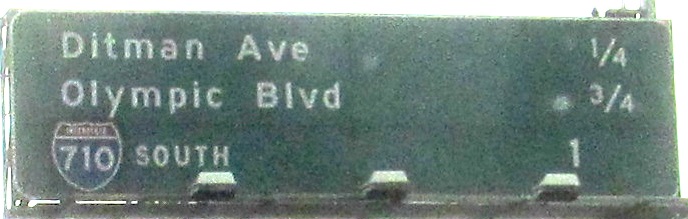 Ditman Ave 1/4
Olympic Blvd 3/4
INTERSTATE
710 SOUTH 1